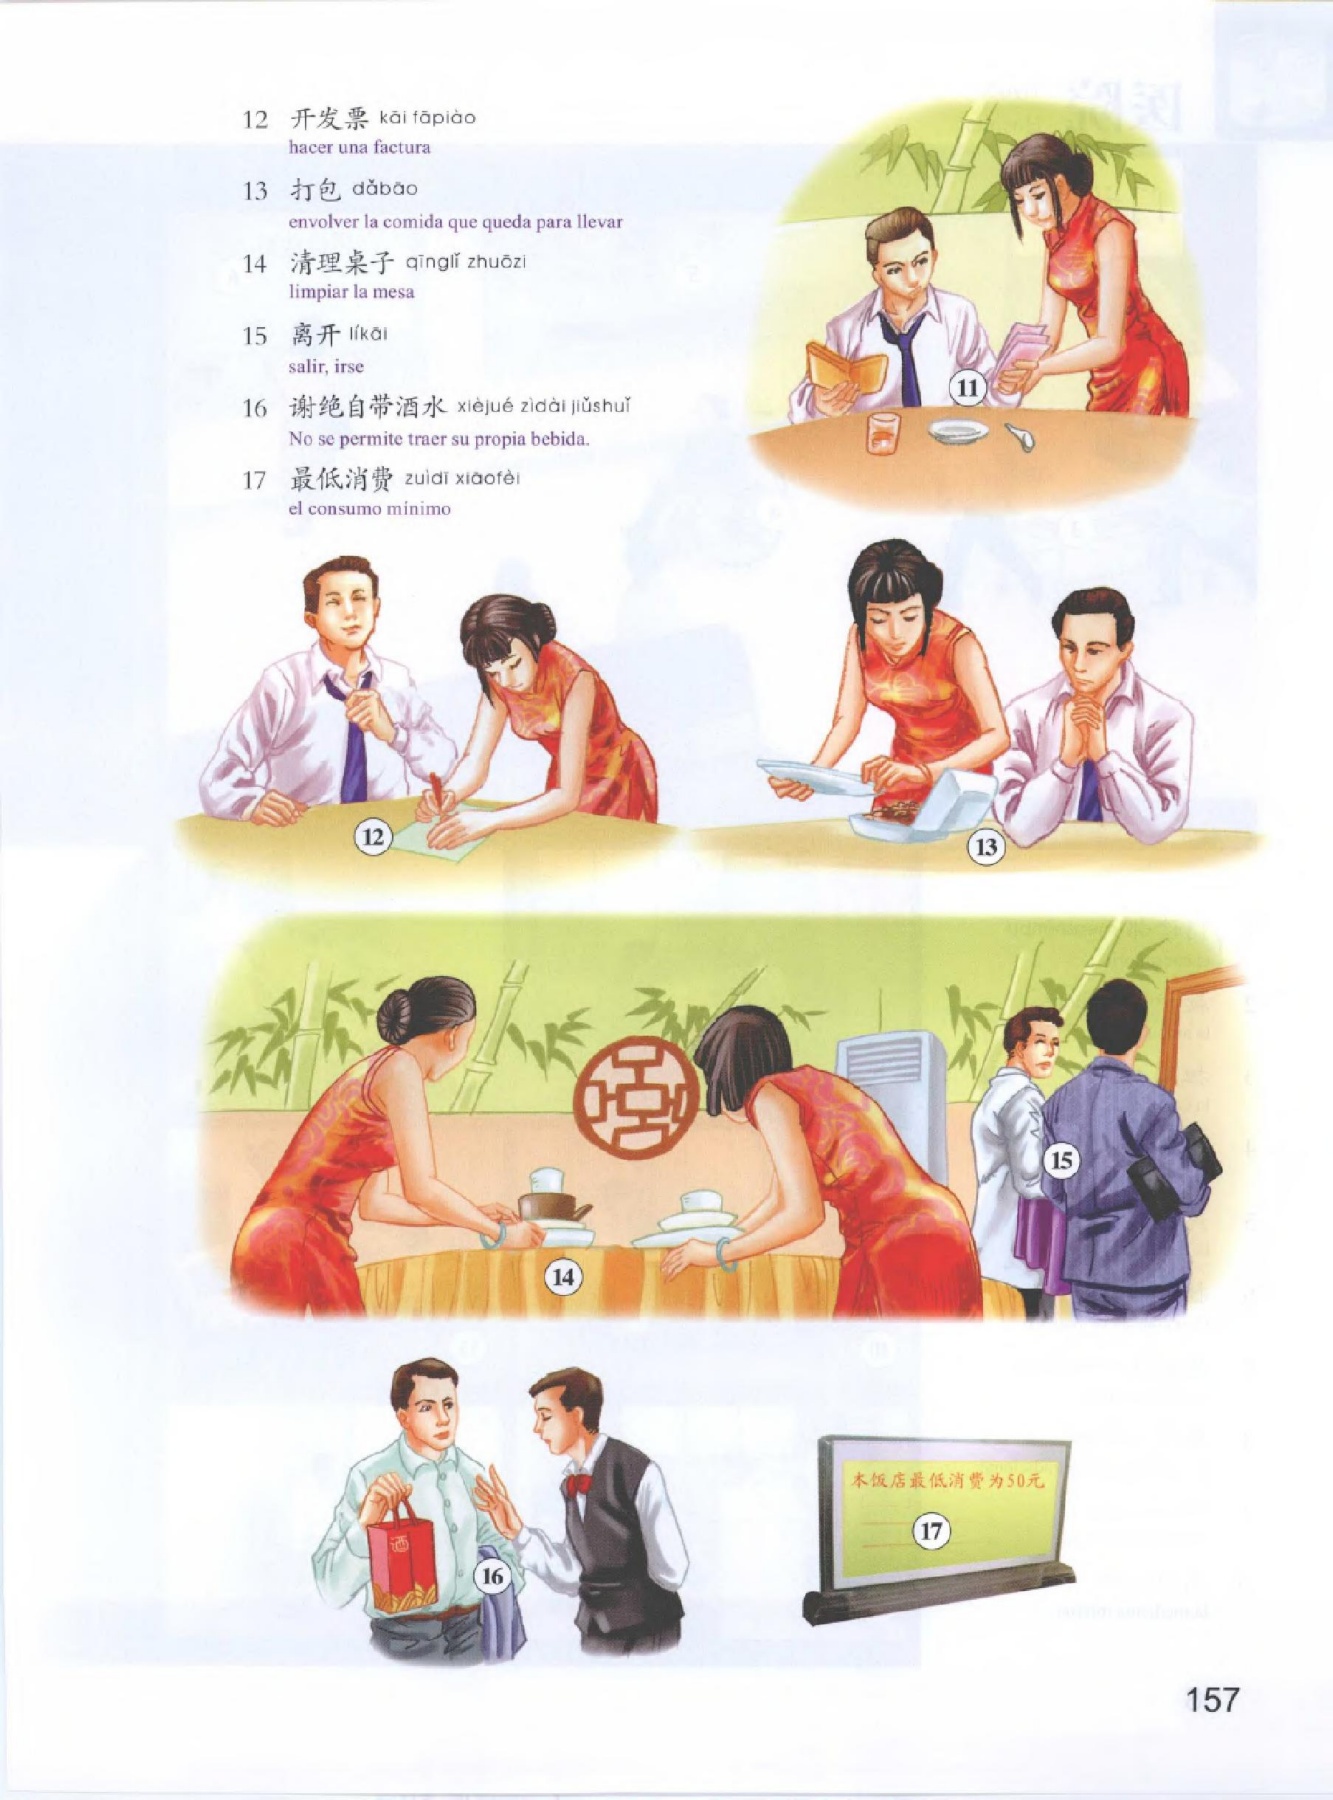 12 开发票 kāi fāpiào
hacer una factura
13 打包 dǎbāo
envolver la comida que queda para llevar
14 清理桌子 qīnglǐ zhuōzi
limpiar la mesa
15 离开 líkāi
salir, irse
16 谢绝自带酒水 xièjué zìdài jiǔshuǐ
No se permite traer su propia bebida.
17 最低消费 zuìdī xiāofèi
el consumo mínimo
11
12
13
15
14
酒
16
本饭店最低消费为50元
17
157